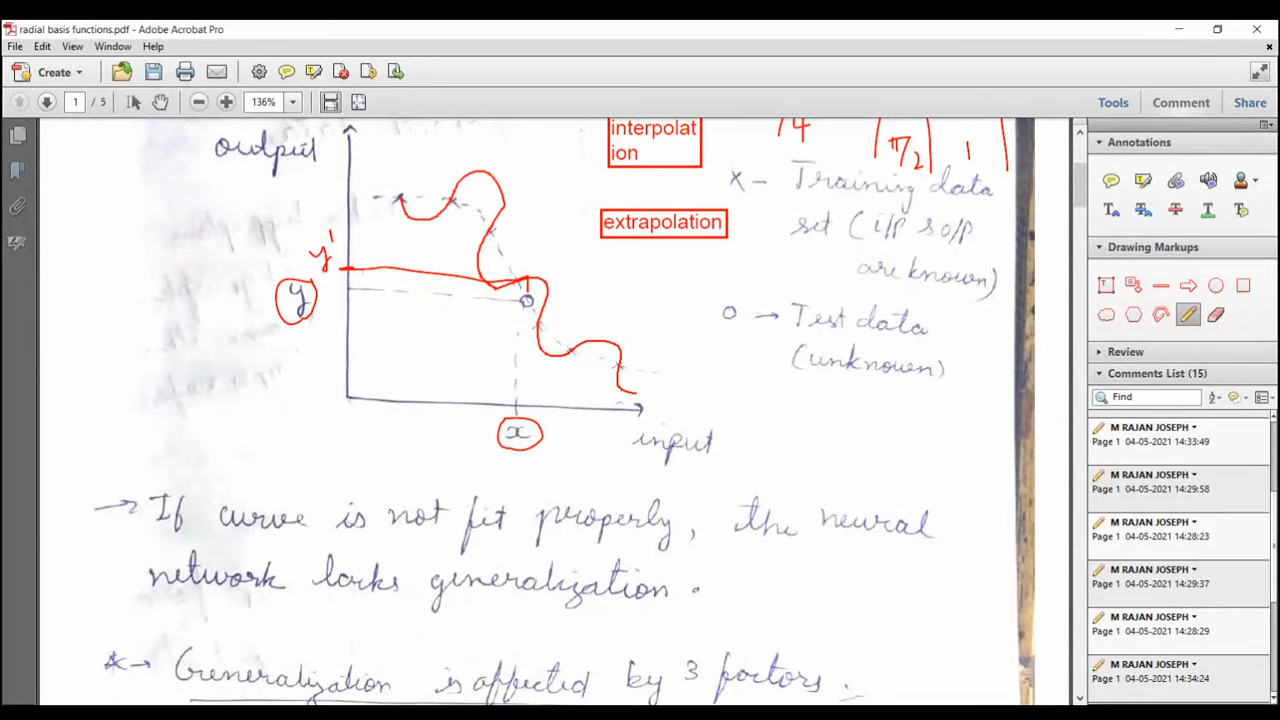 radial basis functions.pdf - Adobe Acrobat Pro
File Edit View Window Help
Create
1 / 5 136% Tools Comment Share
output
interpolat
ion
π/2 1
x - Training data
set (i/p s o/p
are known)
extrapolation
y'
y
o → Test data
(unknown)
x
input
→ If curve is not fit properly, the neural
network lacks generalization.
* → Generalization is affected by 3 factors.
Annotations
Drawing Markups
Review
Comments List (15)
Find
M RAJAN JOSEPH
Page 1 04-05-2021 14:33:49
M RAJAN JOSEPH
Page 1 04-05-2021 14:29:58
M RAJAN JOSEPH
Page 1 04-05-2021 14:28:23
M RAJAN JOSEPH
Page 1 04-05-2021 14:29:37
M RAJAN JOSEPH
Page 1 04-05-2021 14:28:29
M RAJAN JOSEPH
Page 1 04-05-2021 14:34:24